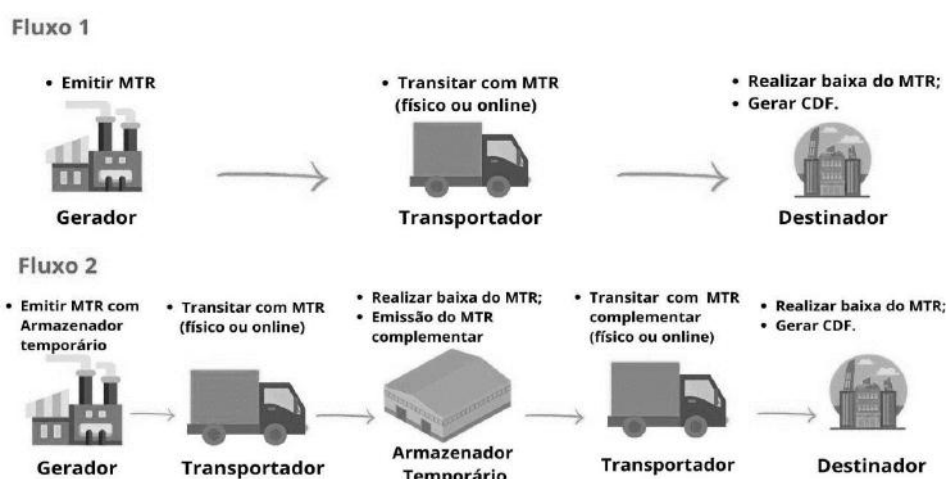 Fluxo 1
• Emitir MTR
• Transitar com MTR
(físico ou online)
• Realizar baixa do MTR;
• Gerar CDF.
Gerador
Transportador
Destinador
Fluxo 2
• Emitir MTR com
Armazenador
temporário
• Transitar com MTR
(físico ou online)
• Realizar baixa do MTR;
• Emissão do MTR
complementar
• Transitar com MTR
complementar
(físico ou online)
• Realizar baixa do MTR;
• Gerar CDF.
Gerador
Transportador
Armazenador
Temporário
Transportador
Destinador